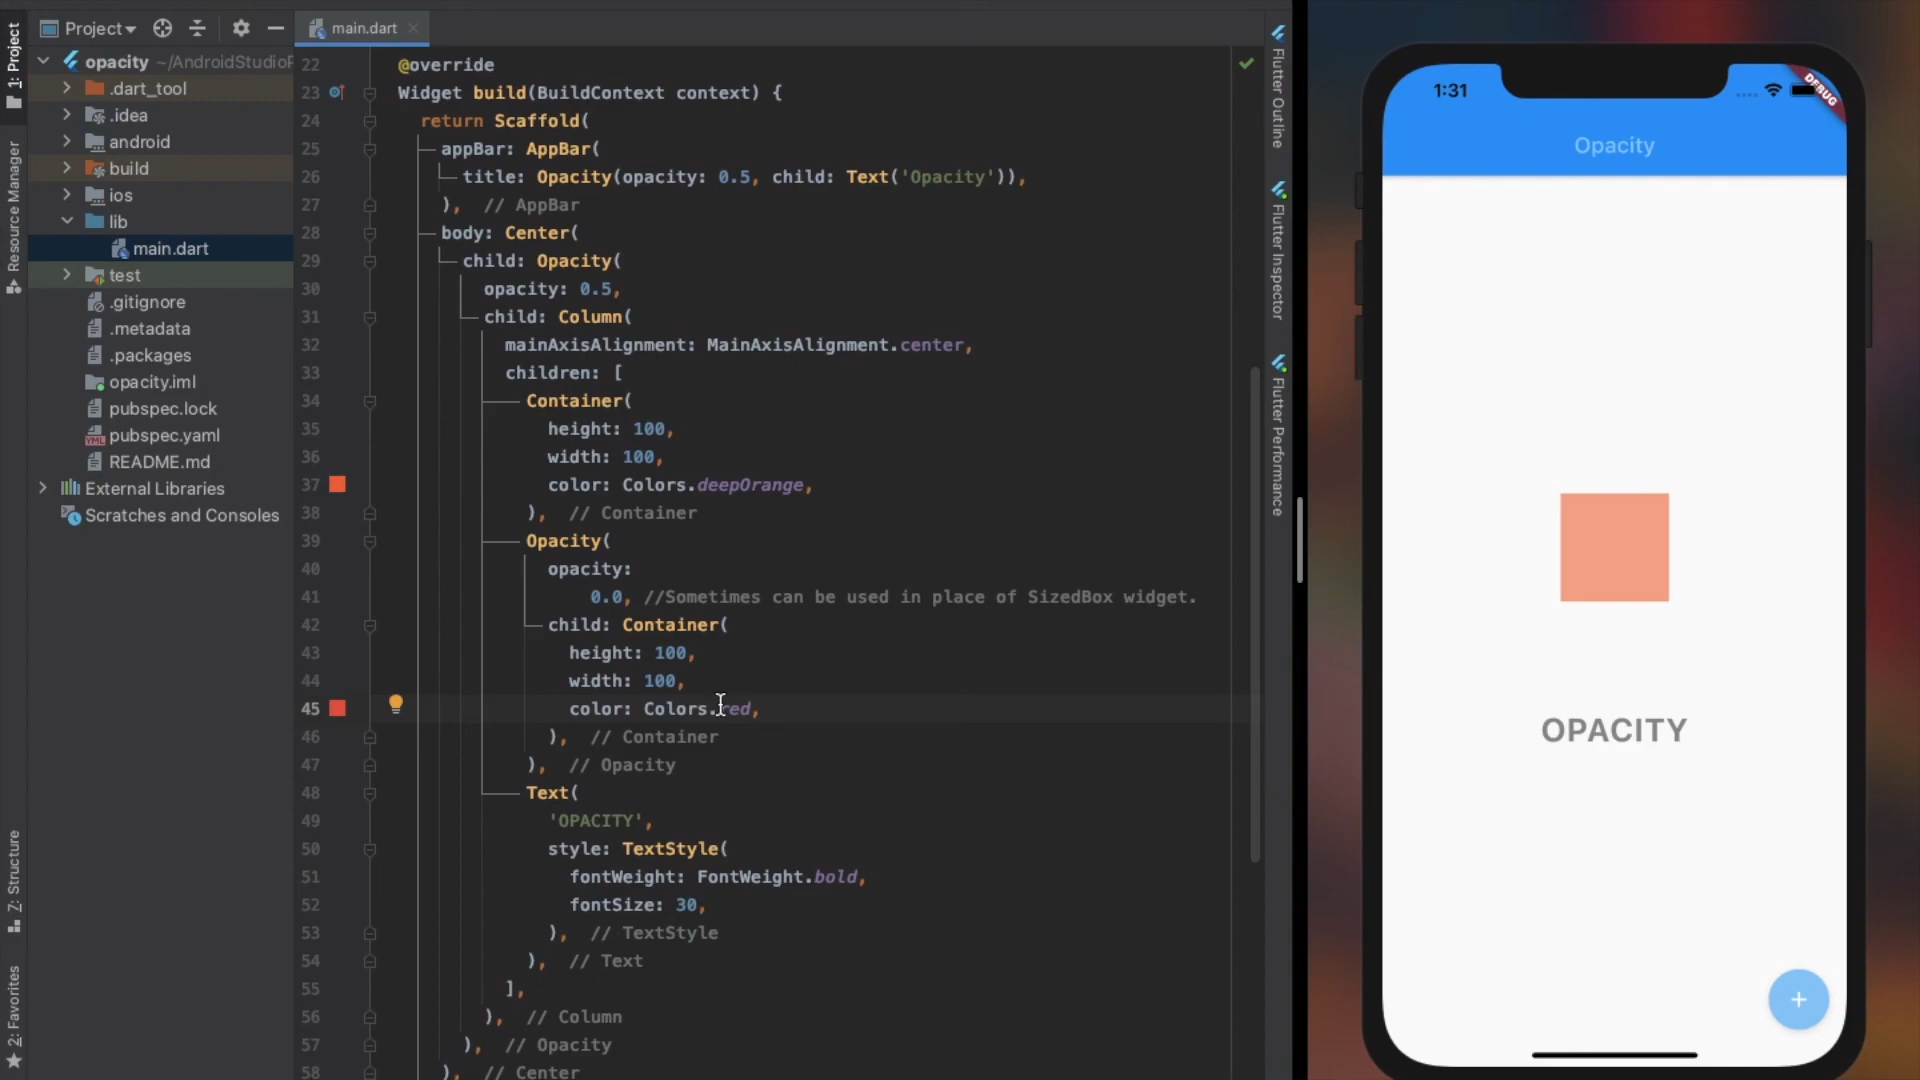 1: Project
Resource Manager
Z: Structure
2: Favorites
Project
opacity ~/AndroidStudioP
.dart_tool
.idea
android
build
ios
lib
main.dart
test
.gitignore
.metadata
.packages
opacity.iml
pubspec.lock
pubspec.yaml
README.md
External Libraries
Scratches and Consoles
main.dart
22 @override
23 Widget build(BuildContext context) {
24 return Scaffold(
25 appBar: AppBar(
26 title: Opacity(opacity: 0.5, child: Text('Opacity')),
27 ), // AppBar
28 body: Center(
29 child: Opacity(
30 opacity: 0.5,
31 child: Column(
32 mainAxisAlignment: MainAxisAlignment.center,
33 children: [
34 Container(
35 height: 100,
36 width: 100,
37 color: Colors.deepOrange,
38 ), // Container
39 Opacity(
40 opacity:
41 0.0, //Sometimes can be used in place of SizedBox widget.
42 child: Container(
43 height: 100,
44 width: 100,
45 color: Colors.red,
46 ), // Container
47 ), // Opacity
48 Text(
49 'OPACITY',
50 style: TextStyle(
51 fontWeight: FontWeight.bold,
52 fontSize: 30,
53 ), // TextStyle
54 ), // Text
55 ],
56 ), // Column
57 ), // Opacity
58 ), // Center
Flutter Outline
Flutter Inspector
Flutter Performance
1:31
DEBUG
Opacity
OPACITY
+